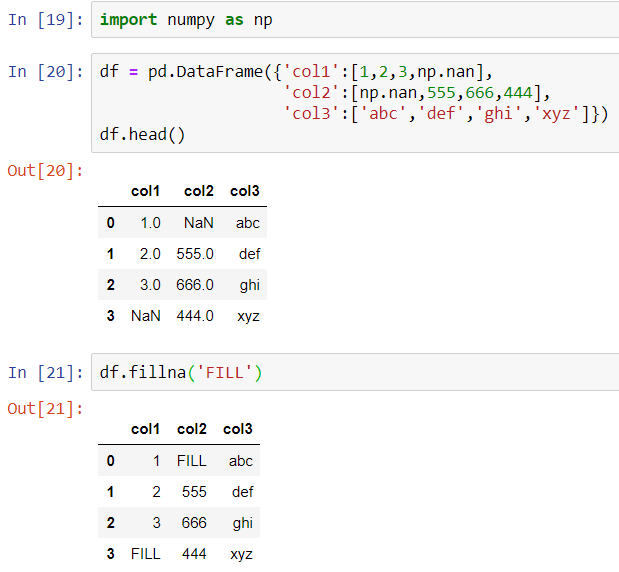 In [19]: import numpy as np
In [20]: df = pd.DataFrame({'col1':[1,2,3,np.nan],
'col2':[np.nan,555,666,444],
'col3':['abc','def','ghi','xyz']})
df.head()
Out[20]:
col1 col2 col3
0 1.0 NaN abc
1 2.0 555.0 def
2 3.0 666.0 ghi
3 NaN 444.0 xyz
In [21]: df.fillna('FILL')
Out[21]:
col1 col2 col3
0 1 FILL abc
1 2 555 def
2 3 666 ghi
3 FILL 444 xyz